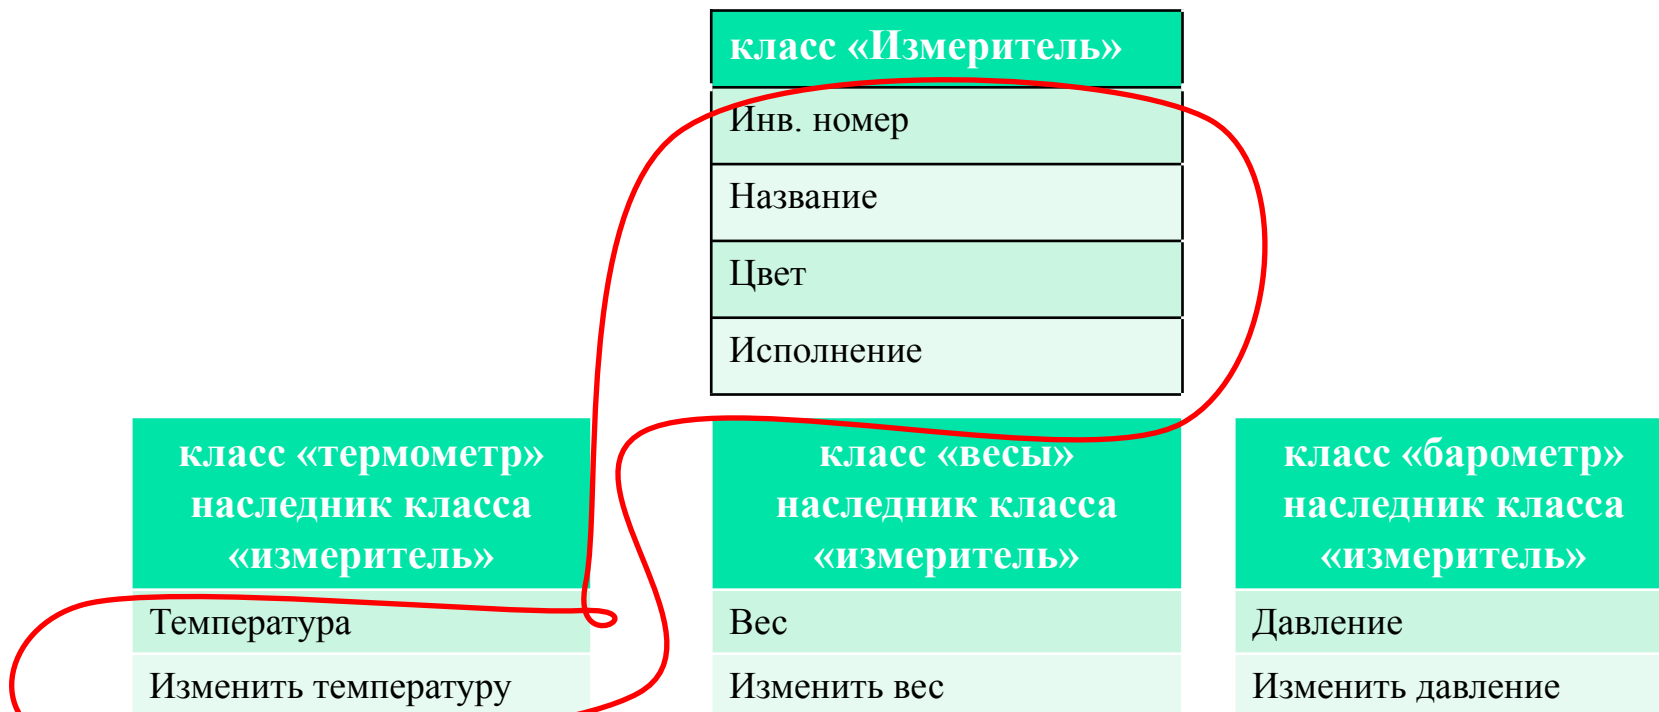 класс «Измеритель»
Инв. номер
Название
Цвет
Исполнение
класс «термометр»
наследник класса
«измеритель»
Температура
Изменить температуру
класс «весы»
наследник класса
«измеритель»
Вес
Изменить вес
класс «барометр»
наследник класса
«измеритель»
Давление
Изменить давление